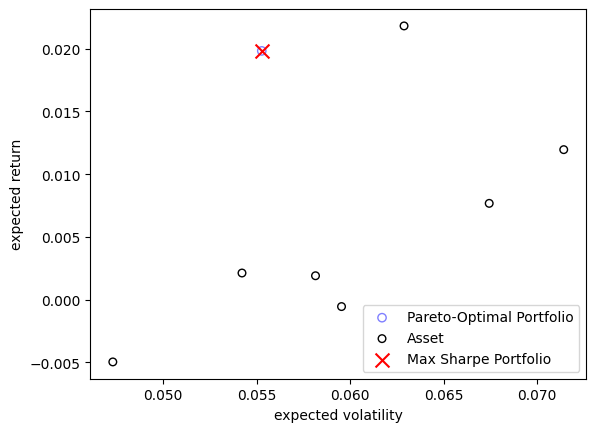 0.020
0.015
0.010
0.005
0.000
−0.005
expected return
0.050
0.055
0.060
0.065
0.070
expected volatility
Pareto-Optimal Portfolio
Asset
Max Sharpe Portfolio